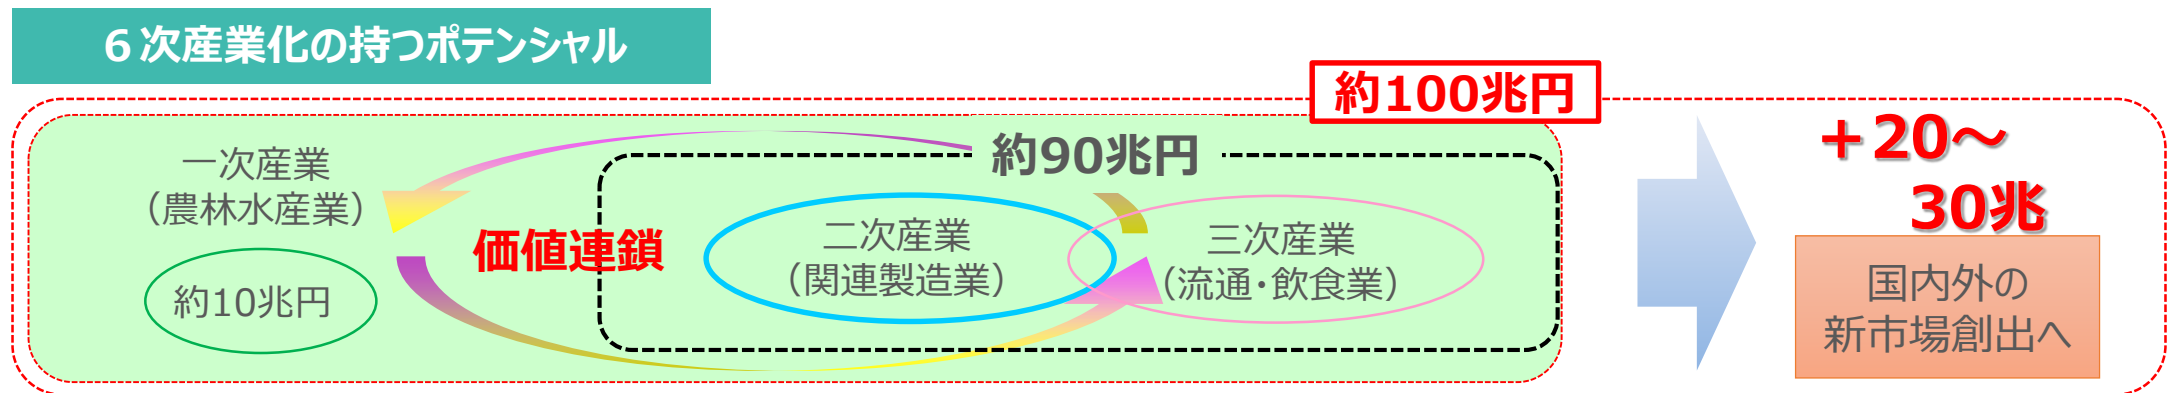 ６次産業化の持つポテンシャル
約100兆円
一次産業
（農林水産業）
約10兆円
価値連鎖
約90兆円
二次産業
（関連製造業）
三次産業
（流通・飲食業）
＋20～
30兆
国内外の
新市場創出へ